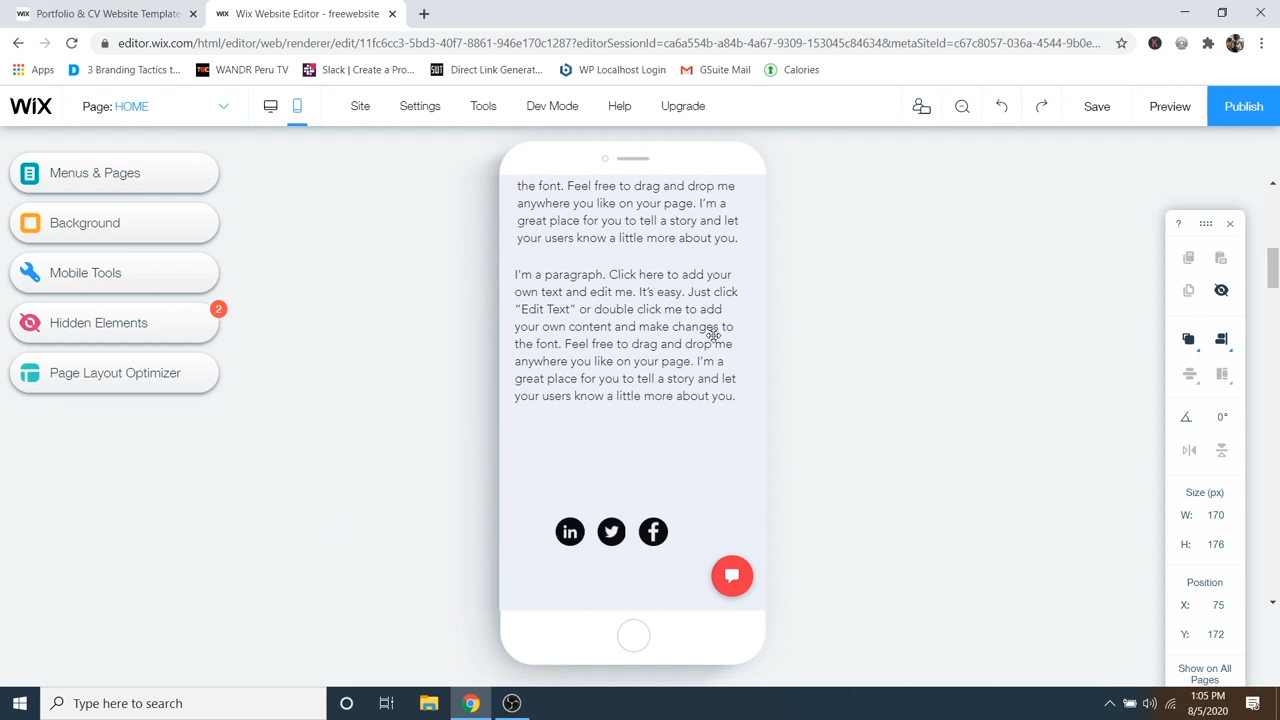 WiX Portfolio & CV Website Template
WiX Wix Website Editor - freewebsite
editor.wix.com/html/editor/web/renderer/edit/11fc6cc3-5bd3-40f7-8861-946e170c1287?editorSessionId=ca6a554b-a84b-4a67-9309-153045c84634&metaSiteId=c67c8057-036a-4544-9b0e...
Apps
3 Branding Tactics t...
WANDR Peru TV
Slack | Create a Pro...
Direct Link Generat...
WP Localhost Login
GSuite Mail
Calories
WiX
Page: HOME
Site
Settings
Tools
Dev Mode
Help
Upgrade
Save
Preview
Publish
Menus & Pages
Background
Mobile Tools
2
Hidden Elements
Page Layout Optimizer
the font. Feel free to drag and drop me
anywhere you like on your page. I'm a
great place for you to tell a story and let
your users know a little more about you.
I'm a paragraph. Click here to add your
own text and edit me. It's easy. Just click
"Edit Text" or double click me to add
your own content and make changes to
the font. Feel free to drag and drop me
anywhere you like on your page. I'm a
great place for you to tell a story and let
your users know a little more about you.
in
f
?
0°
Size (px)
W: 170
H: 176
Position
X: 75
Y: 172
Show on All
Pages
Type here to search
1:05 PM
8/5/2020